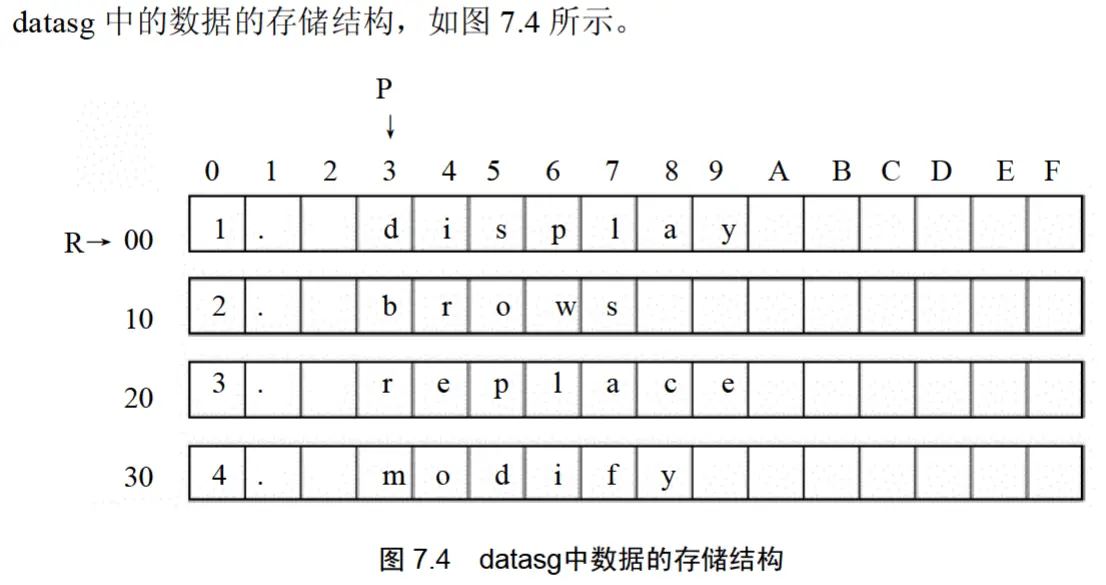 datasg 中的数据的存储结构，如图 7.4 所示。
P
↓
0 1 2 3 4 5 6 7 8 9 A B C D E F
R→ 00 1 . d i s p l a y
10 2 . b r o w s
20 3 . r e p l a c e
30 4 . m o d i f y
图 7.4 datasg中数据的存储结构